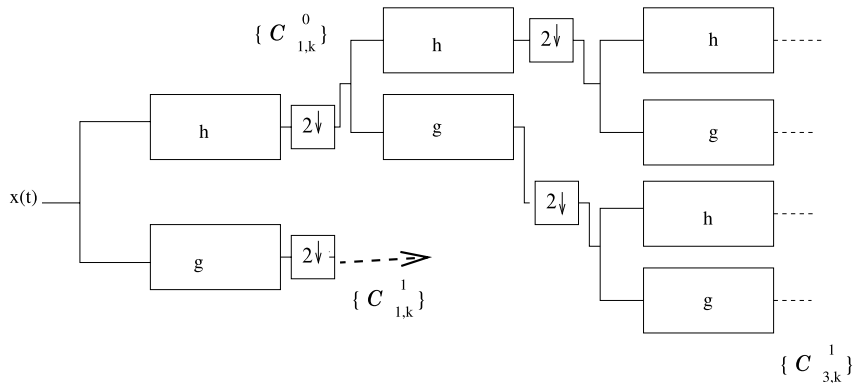 { C 0 1,k }
h
2↓
h
h
2↓
g
g
x(t)
2↓
h
g
2↓
{ C 1 1,k }
g
{ C 1 3,k }